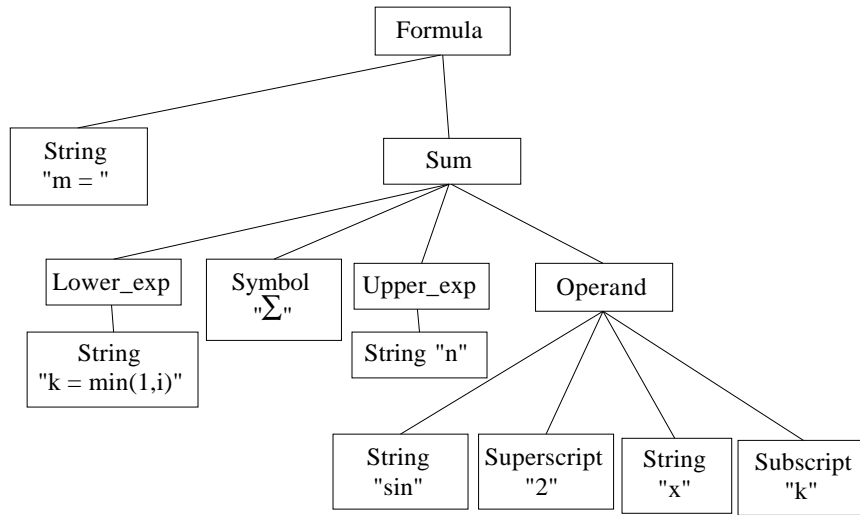 Formula
String
"m = "
Sum
Lower_exp
Symbol
"∑"
Upper_exp
Operand
String
"k = min(1,i)"
String "n"
String
"sin"
Superscript
"2"
String
"x"
Subscript
"k"